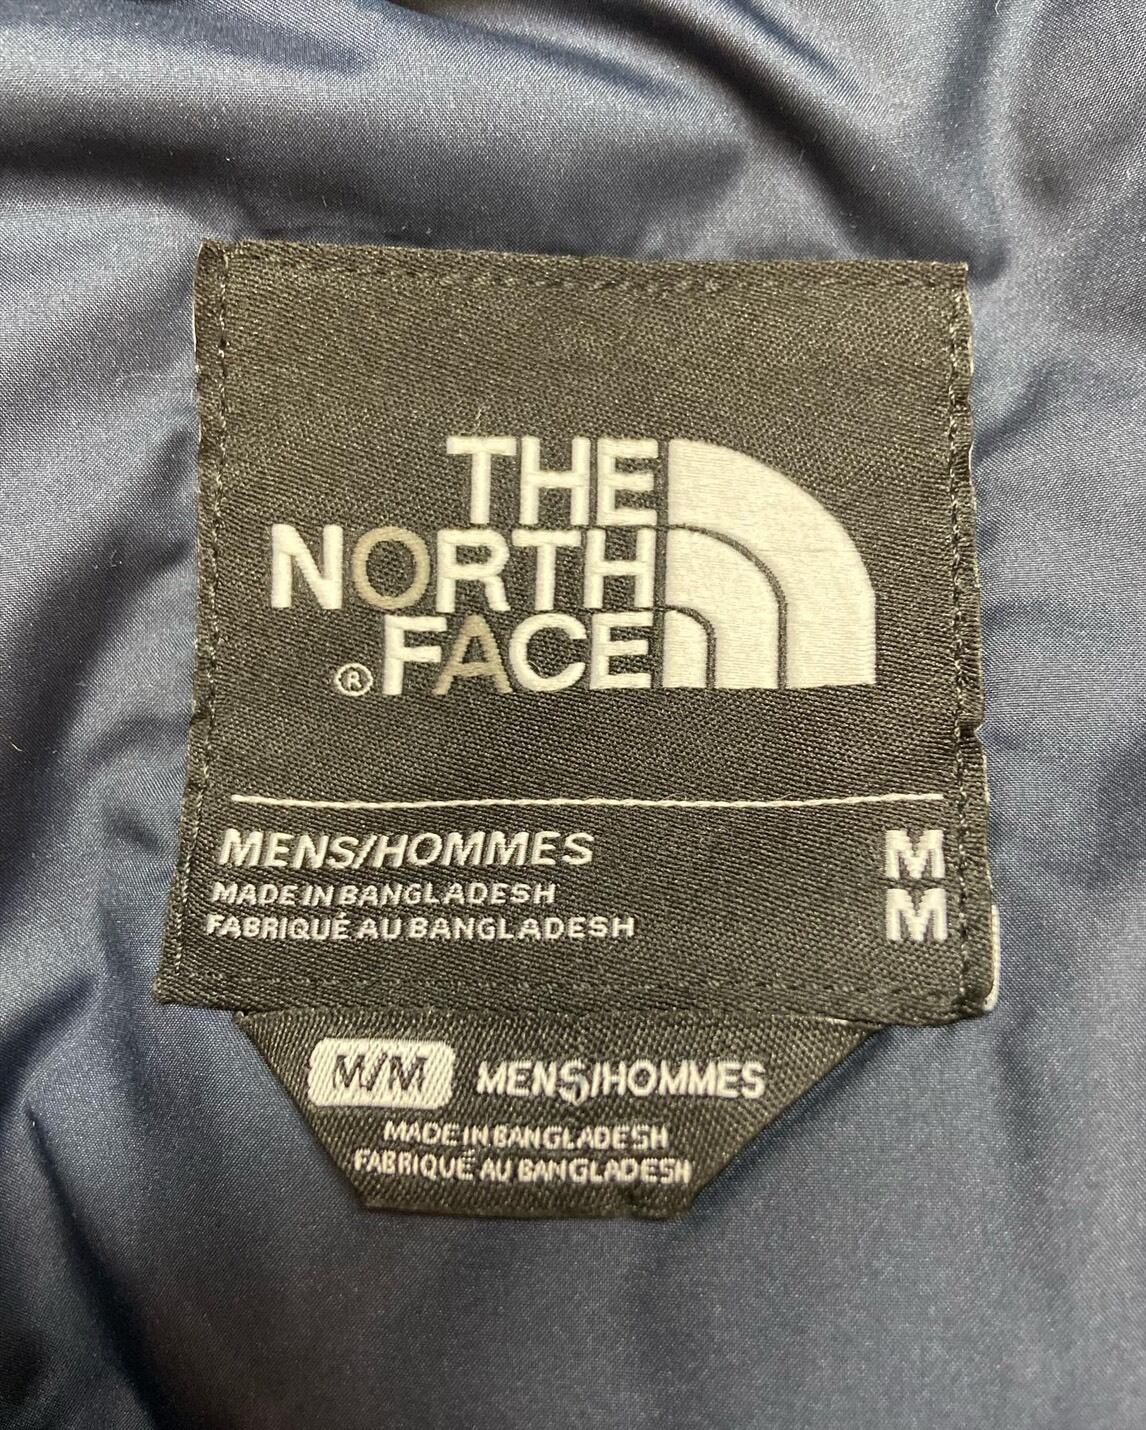 THE
NORTH
®FACE
MENS/HOMMES M
MADE IN BANGLADESH
FABRIQUÉ AU BANGLADESH M
M/M MENS/HOMMES
MADE IN BANGLADESH
FABRIQUÉ AU BANGLADESH